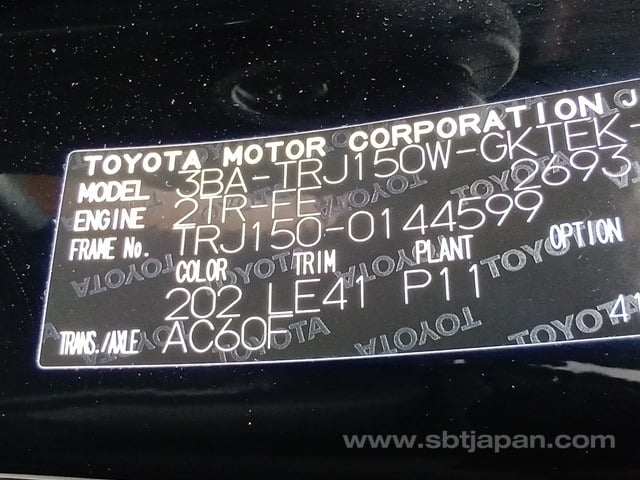 TOYOTA MOTOR CORPORATION J
MODEL 3BA-TRJ150W-GKTEK
ENGINE 2TR-FE 2693
FRAME No. TRJ150-0144599
COLOR TRIM PLANT OPTION
202 LE41 P11
TRANS./AXLE AC60F 41
www.sbtjapan.com